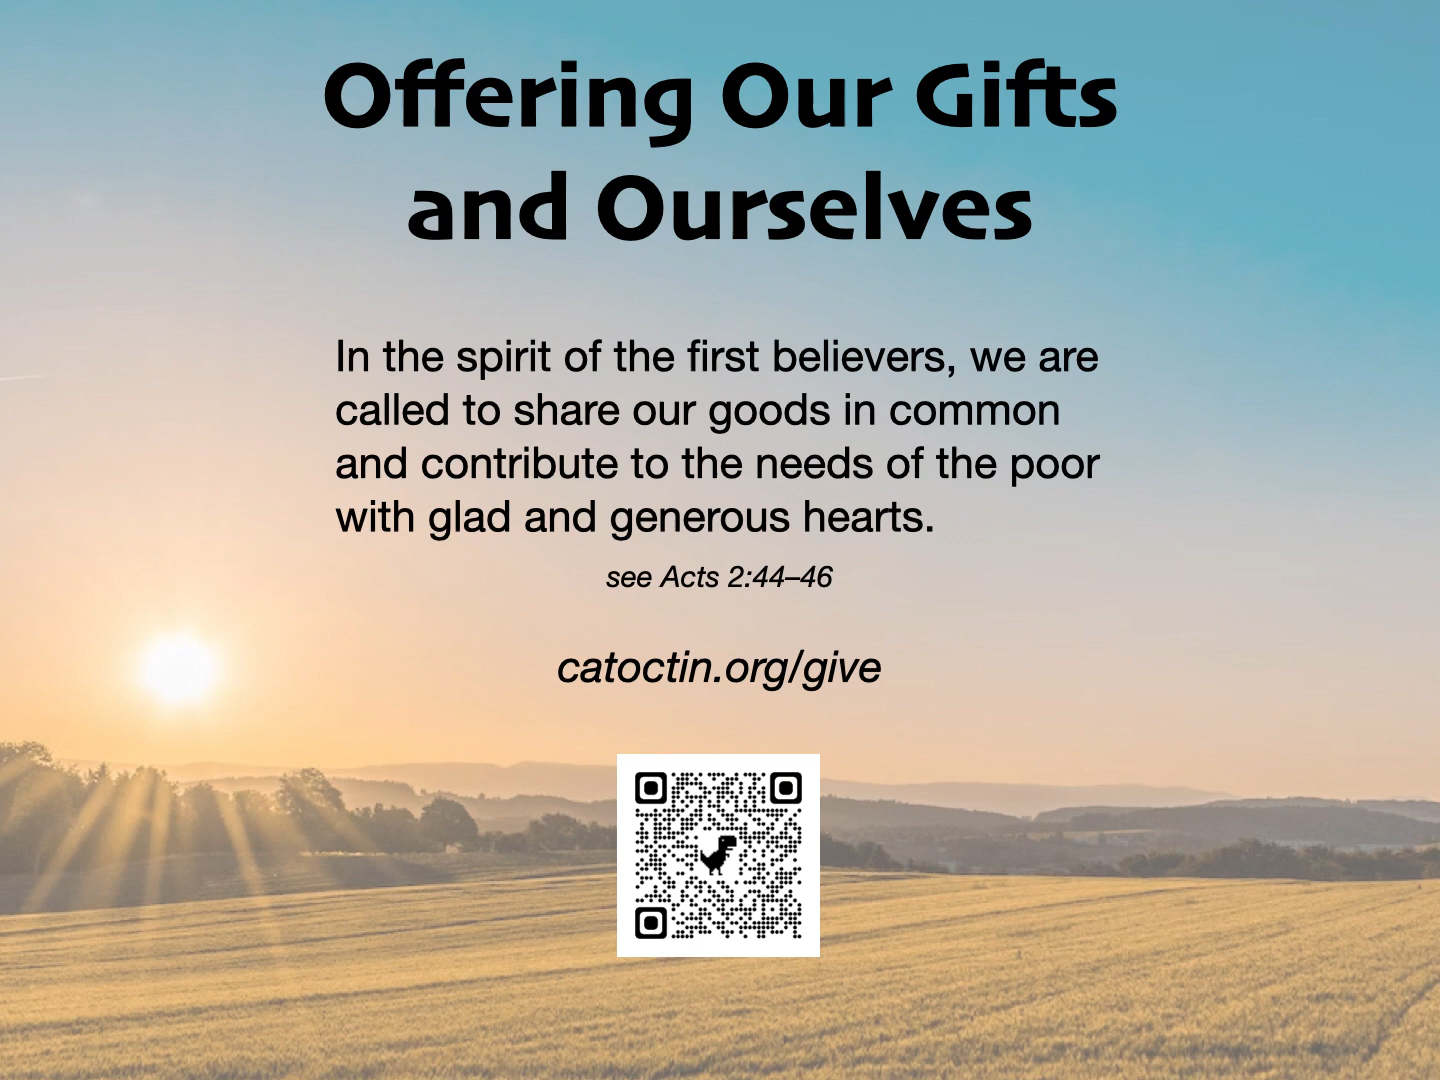 Offering Our Gifts
and Ourselves
In the spirit of the first believers, we are
called to share our goods in common
and contribute to the needs of the poor
with glad and generous hearts.
see Acts 2:44–46
catoctin.org/give